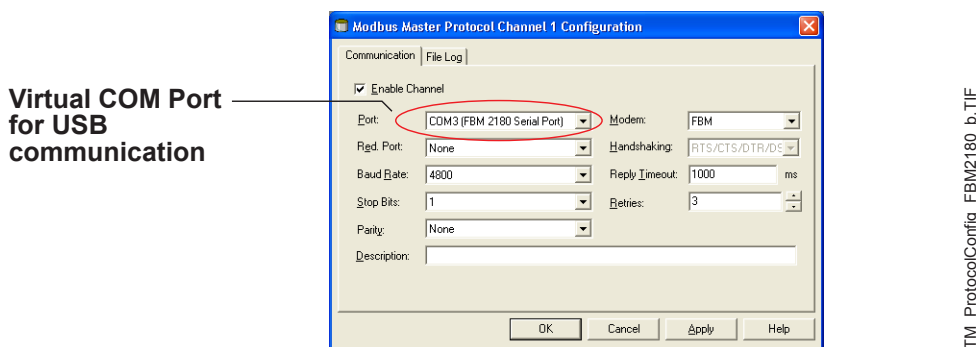 Modbus Master Protocol Channel 1 Configuration
Communication
File Log
Enable Channel
Virtual COM Port
for USB
communication
Port:
COM3 (FBM 2180 Serial Port)
Modem:
FBM
Red. Port:
None
Handshaking:
RTS/CTS/DTR/DS
Baud Rate:
4800
Reply Timeout:
1000
ms
Stop Bits:
1
Retries:
3
Parity:
None
Description:
OK
Cancel
Apply
Help
TM_ProtocolConfig_FBM2180_b.TIF